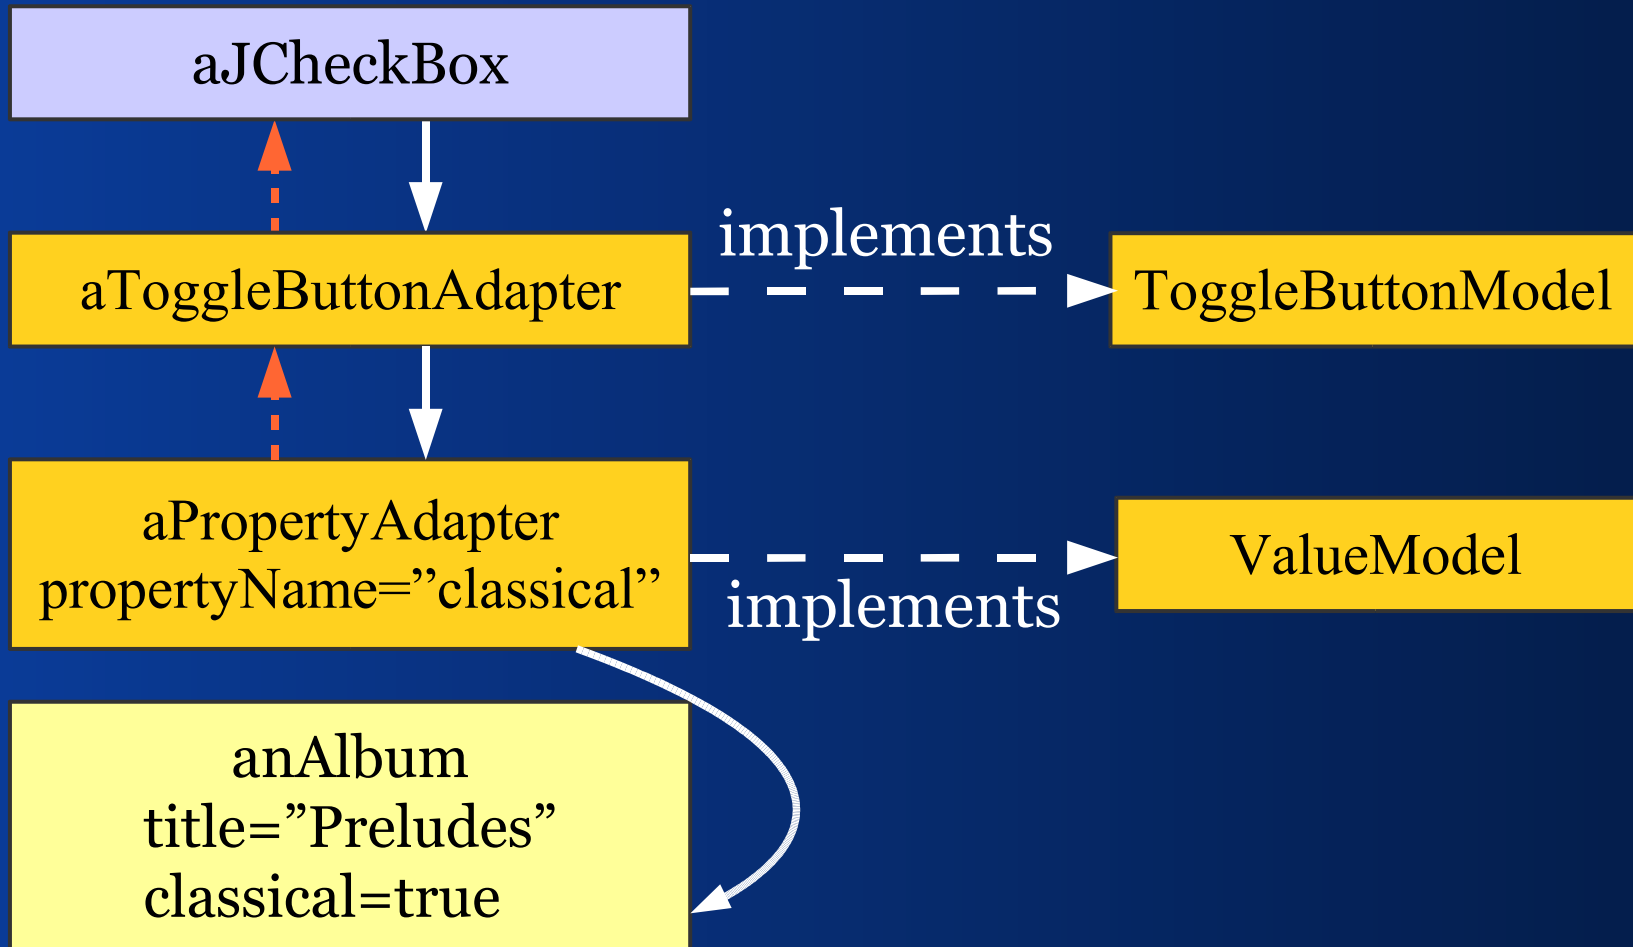 aJCheckBox
implements
aToggleButtonAdapter
ToggleButtonModel
aPropertyAdapter
propertyName=”classical”
ValueModel
implements
anAlbum
title=”Preludes”
classical=true